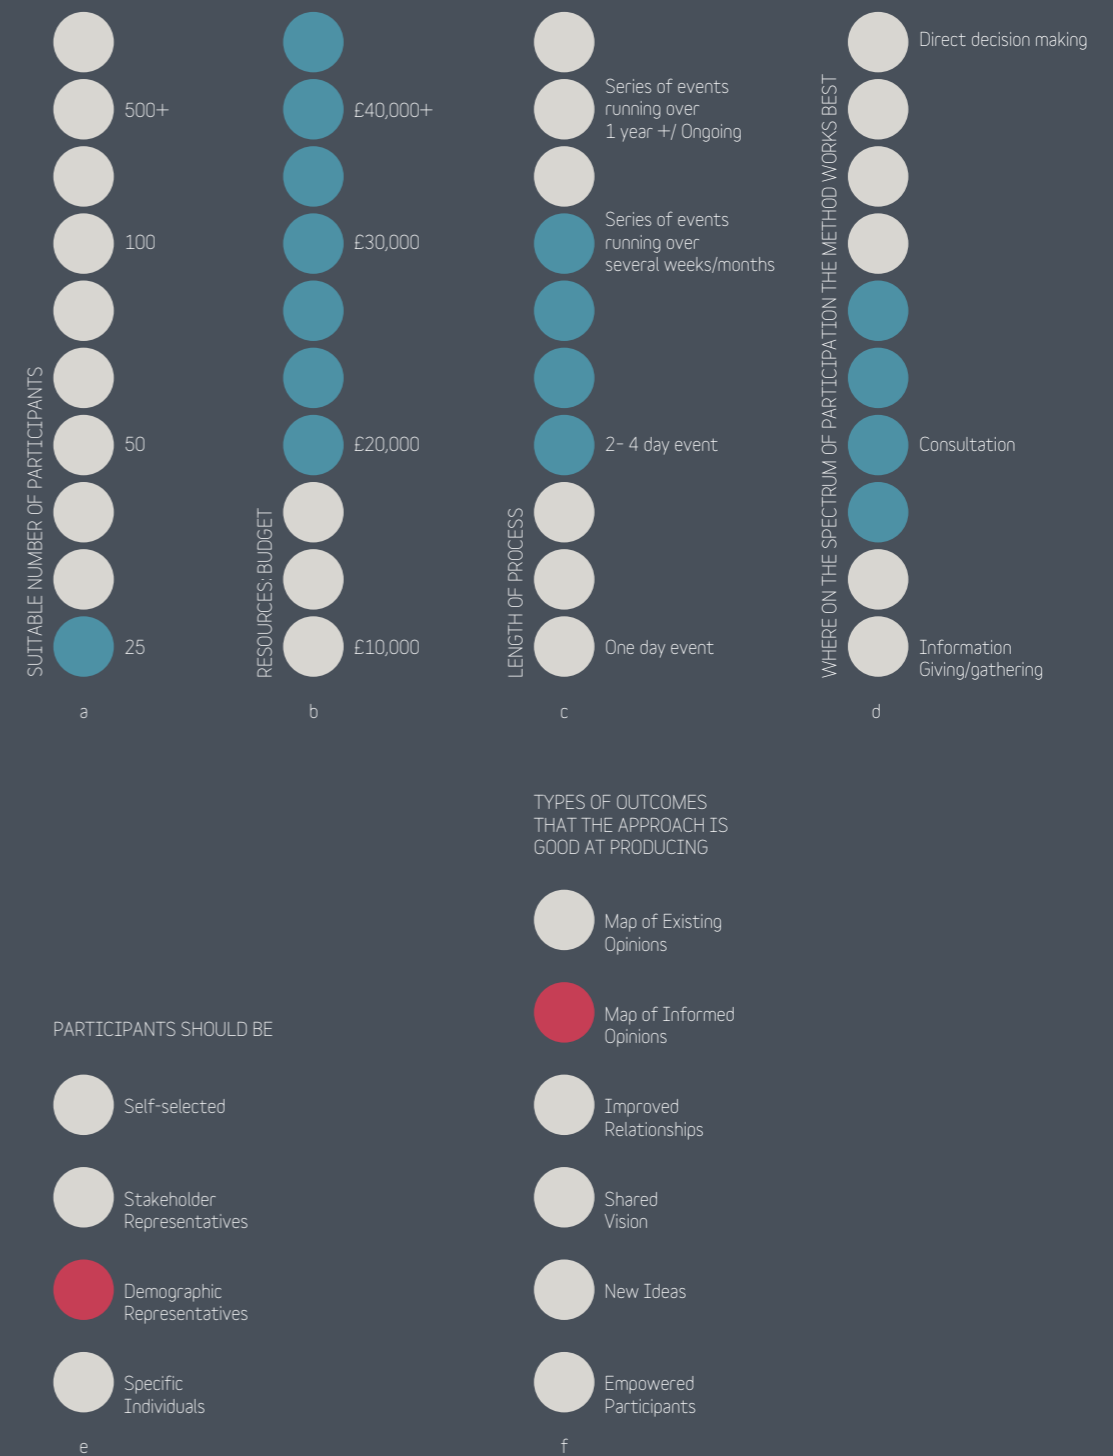 SUITABLE NUMBER OF PARTICIPANTS
500+
100
50
25
a
RESOURCES: BUDGET
£40,000+
£30,000
£20,000
£10,000
b
LENGTH OF PROCESS
Series of events
running over
1 year +/ Ongoing
Series of events
running over
several weeks/months
2- 4 day event
One day event
c
WHERE ON THE SPECTRUM OF PARTICIPATION THE METHOD WORKS BEST
Direct decision making
Consultation
Information
Giving/gathering
d
PARTICIPANTS SHOULD BE
Self-selected
Stakeholder
Representatives
Demographic
Representatives
Specific
Individuals
e
TYPES OF OUTCOMES
THAT THE APPROACH IS
GOOD AT PRODUCING
Map of Existing
Opinions
Map of Informed
Opinions
Improved
Relationships
Shared
Vision
New Ideas
Empowered
Participants
f